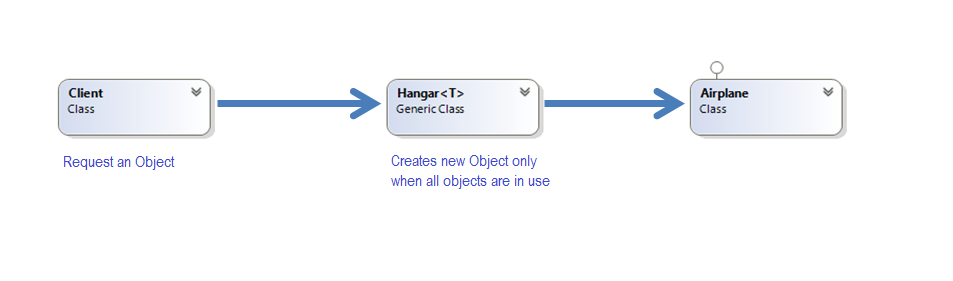 Client
Class
Request an Object
Hangar<T>
Generic Class
Creates new Object only
when all objects are in use
Airplane
Class